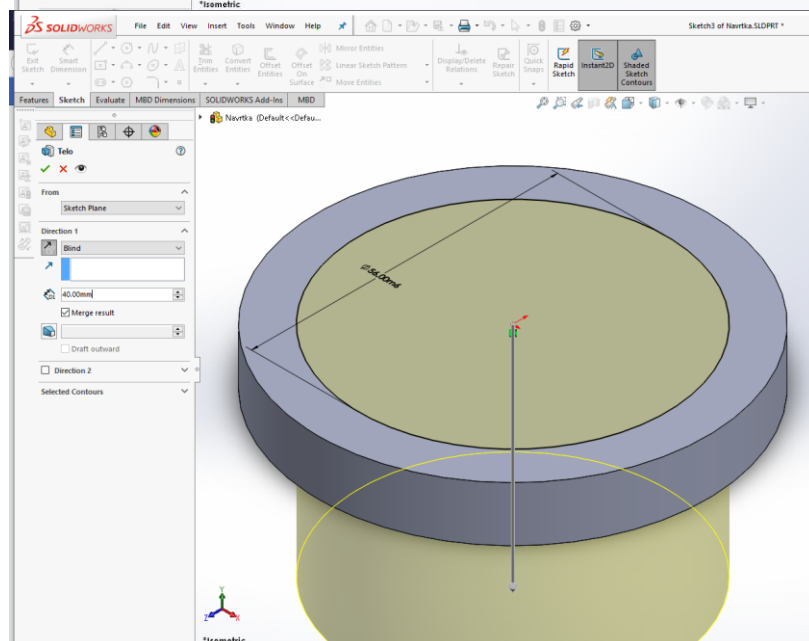 *Isometric
SOLIDWORKS File Edit View Insert Tools Window Help Sketch3 of Navrtka.SLDPRT *
Exit Sketch
Smart Dimension
Trim Entities
Convert Entities
Offset Entities
Offset On Surface
Mirror Entities
Linear Sketch Pattern
Move Entities
Display/Delete Relations
Repair Sketch
Quick Snaps
Rapid Sketch
Instant2D
Shaded Sketch Contours
Features Sketch Evaluate MBD Dimensions SOLIDWORKS Add-Ins MBD
Navrtka (Default<<Defau...
Telo
From
Sketch Plane
Direction 1
Blind
40.00mm
Merge result
Draft outward
Direction 2
Selected Contours
Ø56.00m6
Y
Z
X
*Isometric